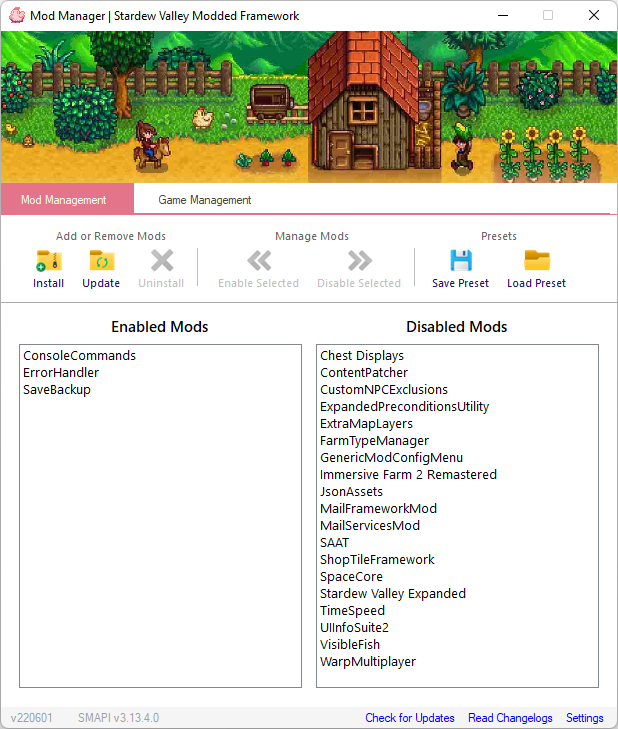 Mod Manager | Stardew Valley Modded Framework
Mod Management
Game Management
Add or Remove Mods
Manage Mods
Presets
Install
Update
Uninstall
Enable Selected
Disable Selected
Save Preset
Load Preset
Enabled Mods
Disabled Mods
ConsoleCommands
ErrorHandler
SaveBackup
Chest Displays
ContentPatcher
CustomNPCExclusions
ExpandedPreconditionsUtility
ExtraMapLayers
FarmTypeManager
GenericModConfigMenu
Immersive Farm 2 Remastered
JsonAssets
MailFrameworkMod
MailServicesMod
SAAT
ShopTileFramework
SpaceCore
Stardew Valley Expanded
TimeSpeed
UIInfoSuite2
VisibleFish
WarpMultiplayer
v220601
SMAPI v3.13.4.0
Check for Updates
Read Changelogs
Settings